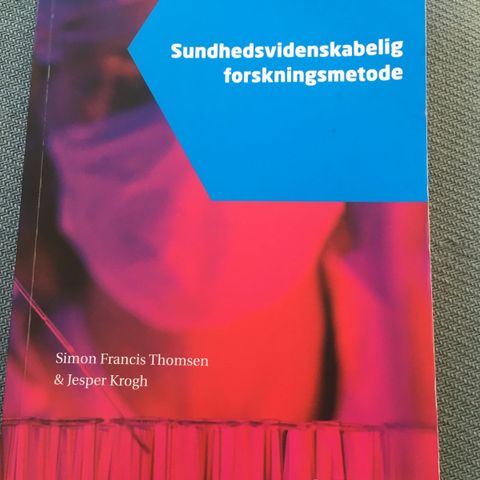 Sundhedsvidenskabelig
forskningsmetode
Simon Francis Thomsen
& Jesper Krogh